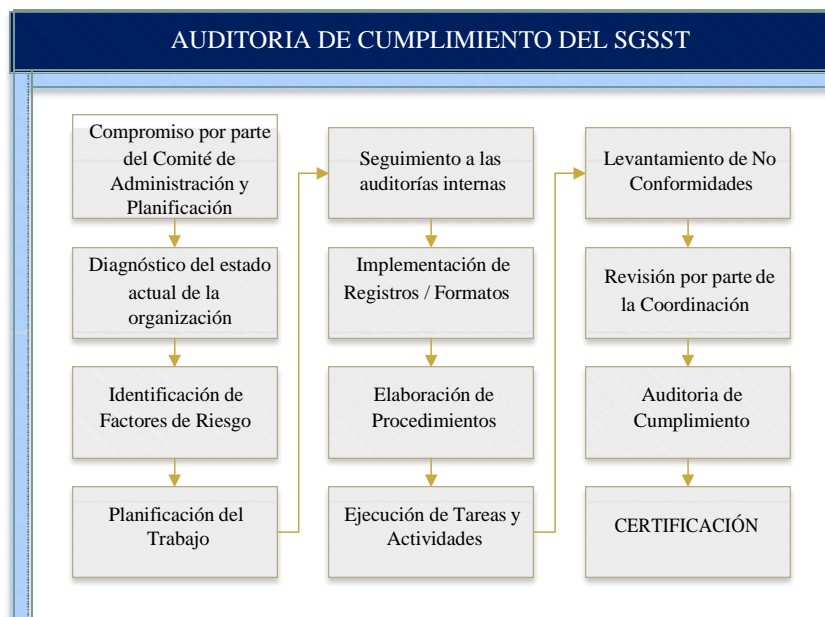 AUDITORIA DE CUMPLIMIENTO DEL SGSST
Compromiso por parte
del Comité de
Administración y
Planificación
Diagnóstico del estado
actual de la
organización
Identificación de
Factores de Riesgo
Planificación del
Trabajo
Seguimiento a las
auditorías internas
Implementación de
Registros / Formatos
Elaboración de
Procedimientos
Ejecución de Tareas y
Actividades
Levantamiento de No
Conformidades
Revisión por parte de
la Coordinación
Auditoria de
Cumplimiento
CERTIFICACIÓN